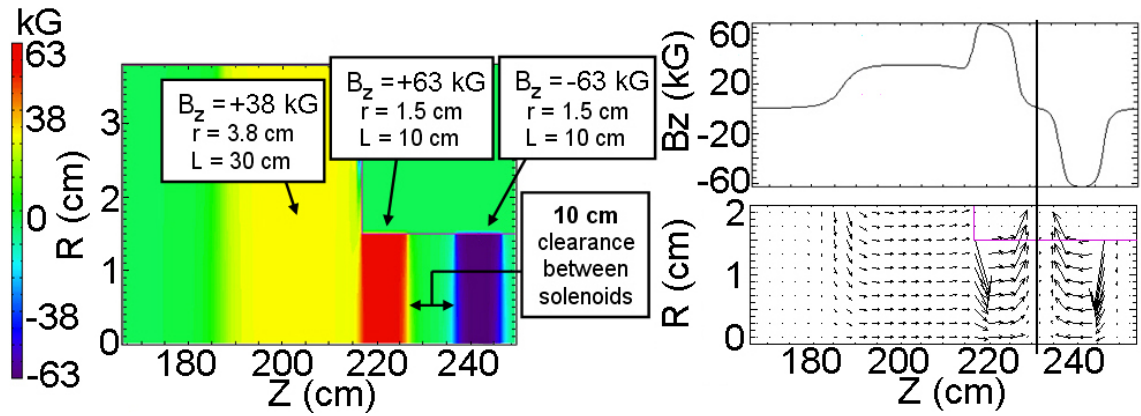 kG
63
38
0
-38
-63
R (cm)
3
2
1
0
180 200 220 240
Z (cm)
B_z = +38 kG
r = 3.8 cm
L = 30 cm
B_z = +63 kG
r = 1.5 cm
L = 10 cm
B_z = -63 kG
r = 1.5 cm
L = 10 cm
10 cm
clearance
between
solenoids
Bz (kG)
60
20
-20
-60
R (cm)
2
1
0
180 200 220 240
Z (cm)